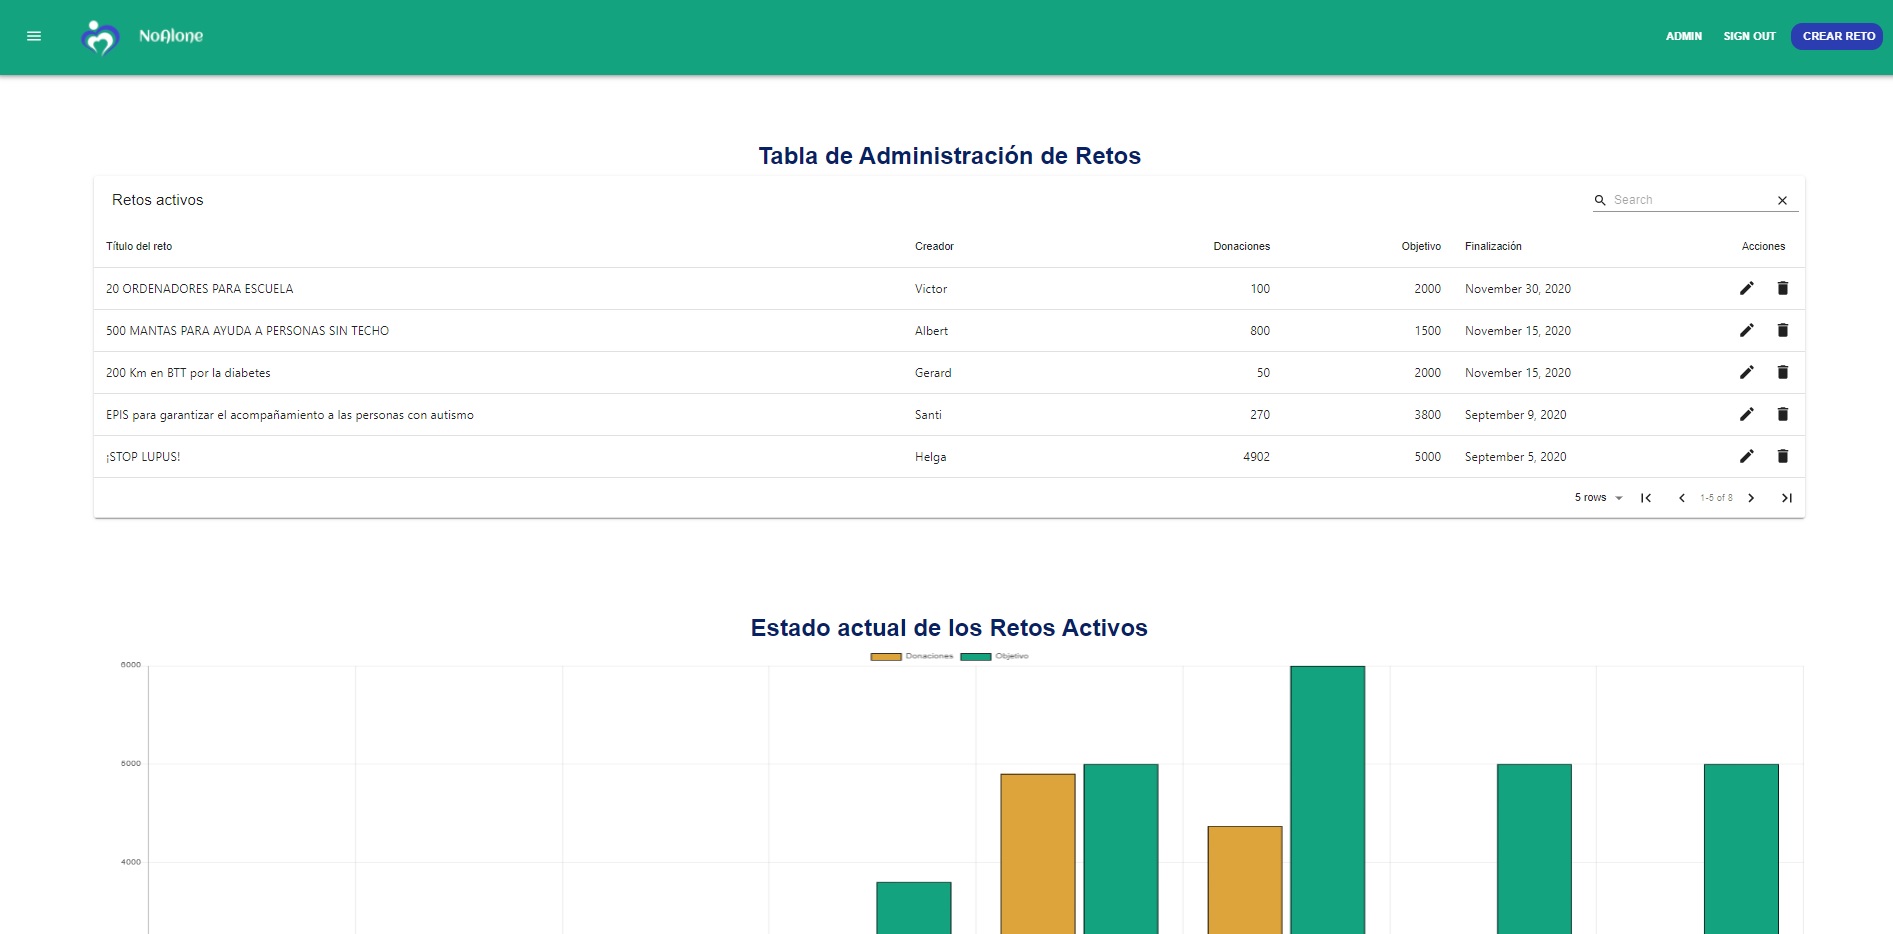 NoAlone
ADMIN SIGN OUT CREAR RETO
Tabla de Administración de Retos
Retos activos Search
Título del reto Creador Donaciones Objetivo Finalización Acciones
20 ORDENADORES PARA ESCUELA Victor 100 2000 November 30, 2020
500 MANTAS PARA AYUDA A PERSONAS SIN TECHO Albert 800 1500 November 15, 2020
200 Km en BTT por la diabetes Gerard 50 2000 November 15, 2020
EPIS para garantizar el acompañamiento a las personas con autismo Santi 270 3800 September 9, 2020
¡STOP LUPUS! Helga 4902 5000 September 5, 2020
5 rows 1-5 of 8
Estado actual de los Retos Activos
Donaciones Objetivo
6000
5000
4000